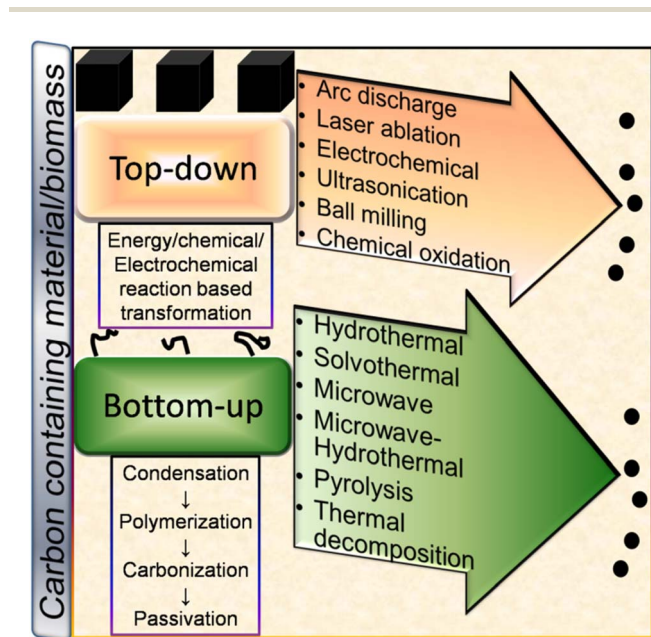 Carbon containing material/biomass
Top-down
Energy/chemical/
Electrochemical
reaction based
transformation
• Arc discharge
• Laser ablation
• Electrochemical
• Ultrasonication
• Ball milling
• Chemical oxidation
Bottom-up
Condensation
↓
Polymerization
↓
Carbonization
↓
Passivation
• Hydrothermal
• Solvothermal
• Microwave
• Microwave-
Hydrothermal
• Pyrolysis
• Thermal
decomposition